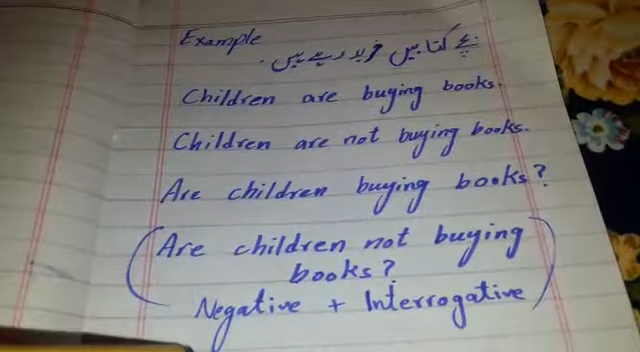 Example
بچے کتابیں خرید رہے ہیں.
Children are buying books.
Children are not buying books.
Are children buying books?
(Are children not buying
books?
Negative + Interrogative)